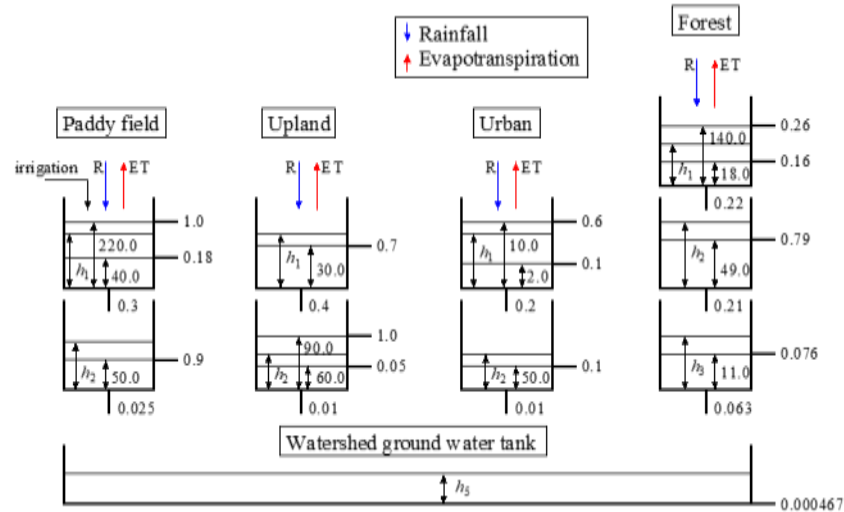 Forest
Rainfall
Evapotranspiration
R ET
Paddy field
Upland
Urban
0.26
140.0
0.16
h1
18.0
0.22
irrigation R ET
R ET
R ET
1.0
220.0
0.18
h1
40.0
0.3
0.7
h1
30.0
0.4
0.6
10.0
h1
0.1
2.0
0.2
0.79
h2
49.0
0.21
0.9
h2
50.0
0.025
1.0
90.0
0.05
h2
60.0
0.01
0.1
h2
50.0
0.01
0.076
h3
11.0
0.063
Watershed ground water tank
h5
0.000467